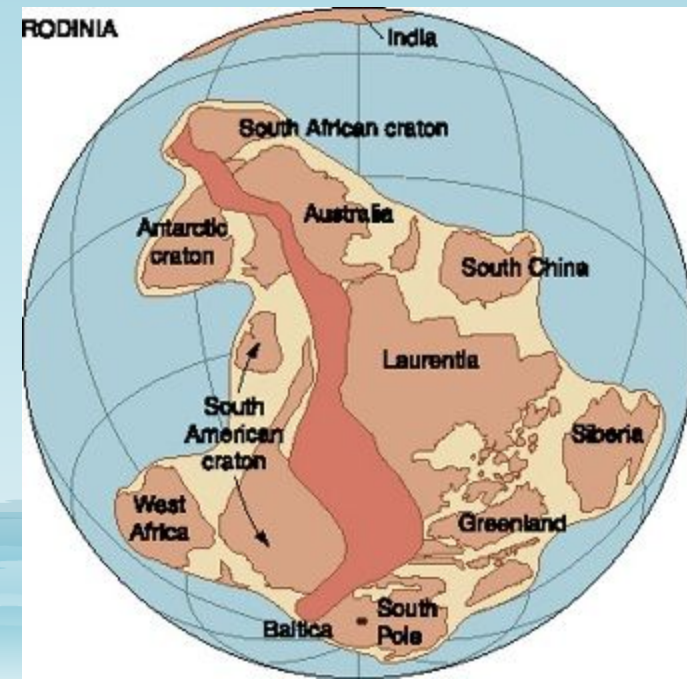 RODINIA
India
South African craton
Australia
Antarctic
craton
South China
Laurentia
South
American
craton
Siberia
West
Africa
Greenland
Baltica
South
Pole